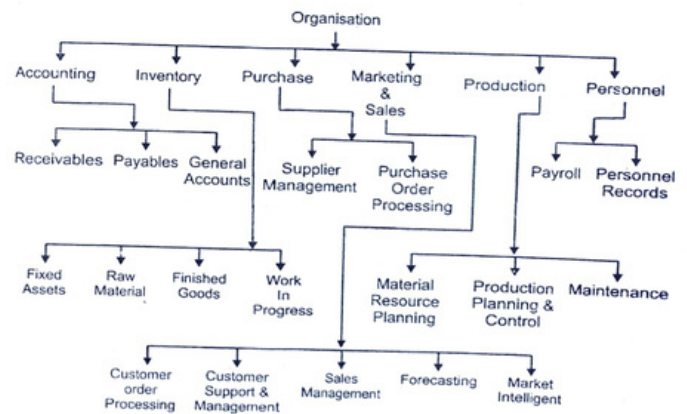 Organisation
Accounting
Inventory
Purchase
Marketing
&
Sales
Production
Personnel
Receivables
Payables
General
Accounts
Supplier
Management
Purchase
Order
Processing
Payroll
Personnel
Records
Fixed
Assets
Raw
Material
Finished
Goods
Work
In
Progress
Material
Resource
Planning
Production
Planning &
Control
Maintenance
Customer
order
Processing
Customer
Support &
Management
Sales
Management
Forecasting
Market
Intelligent